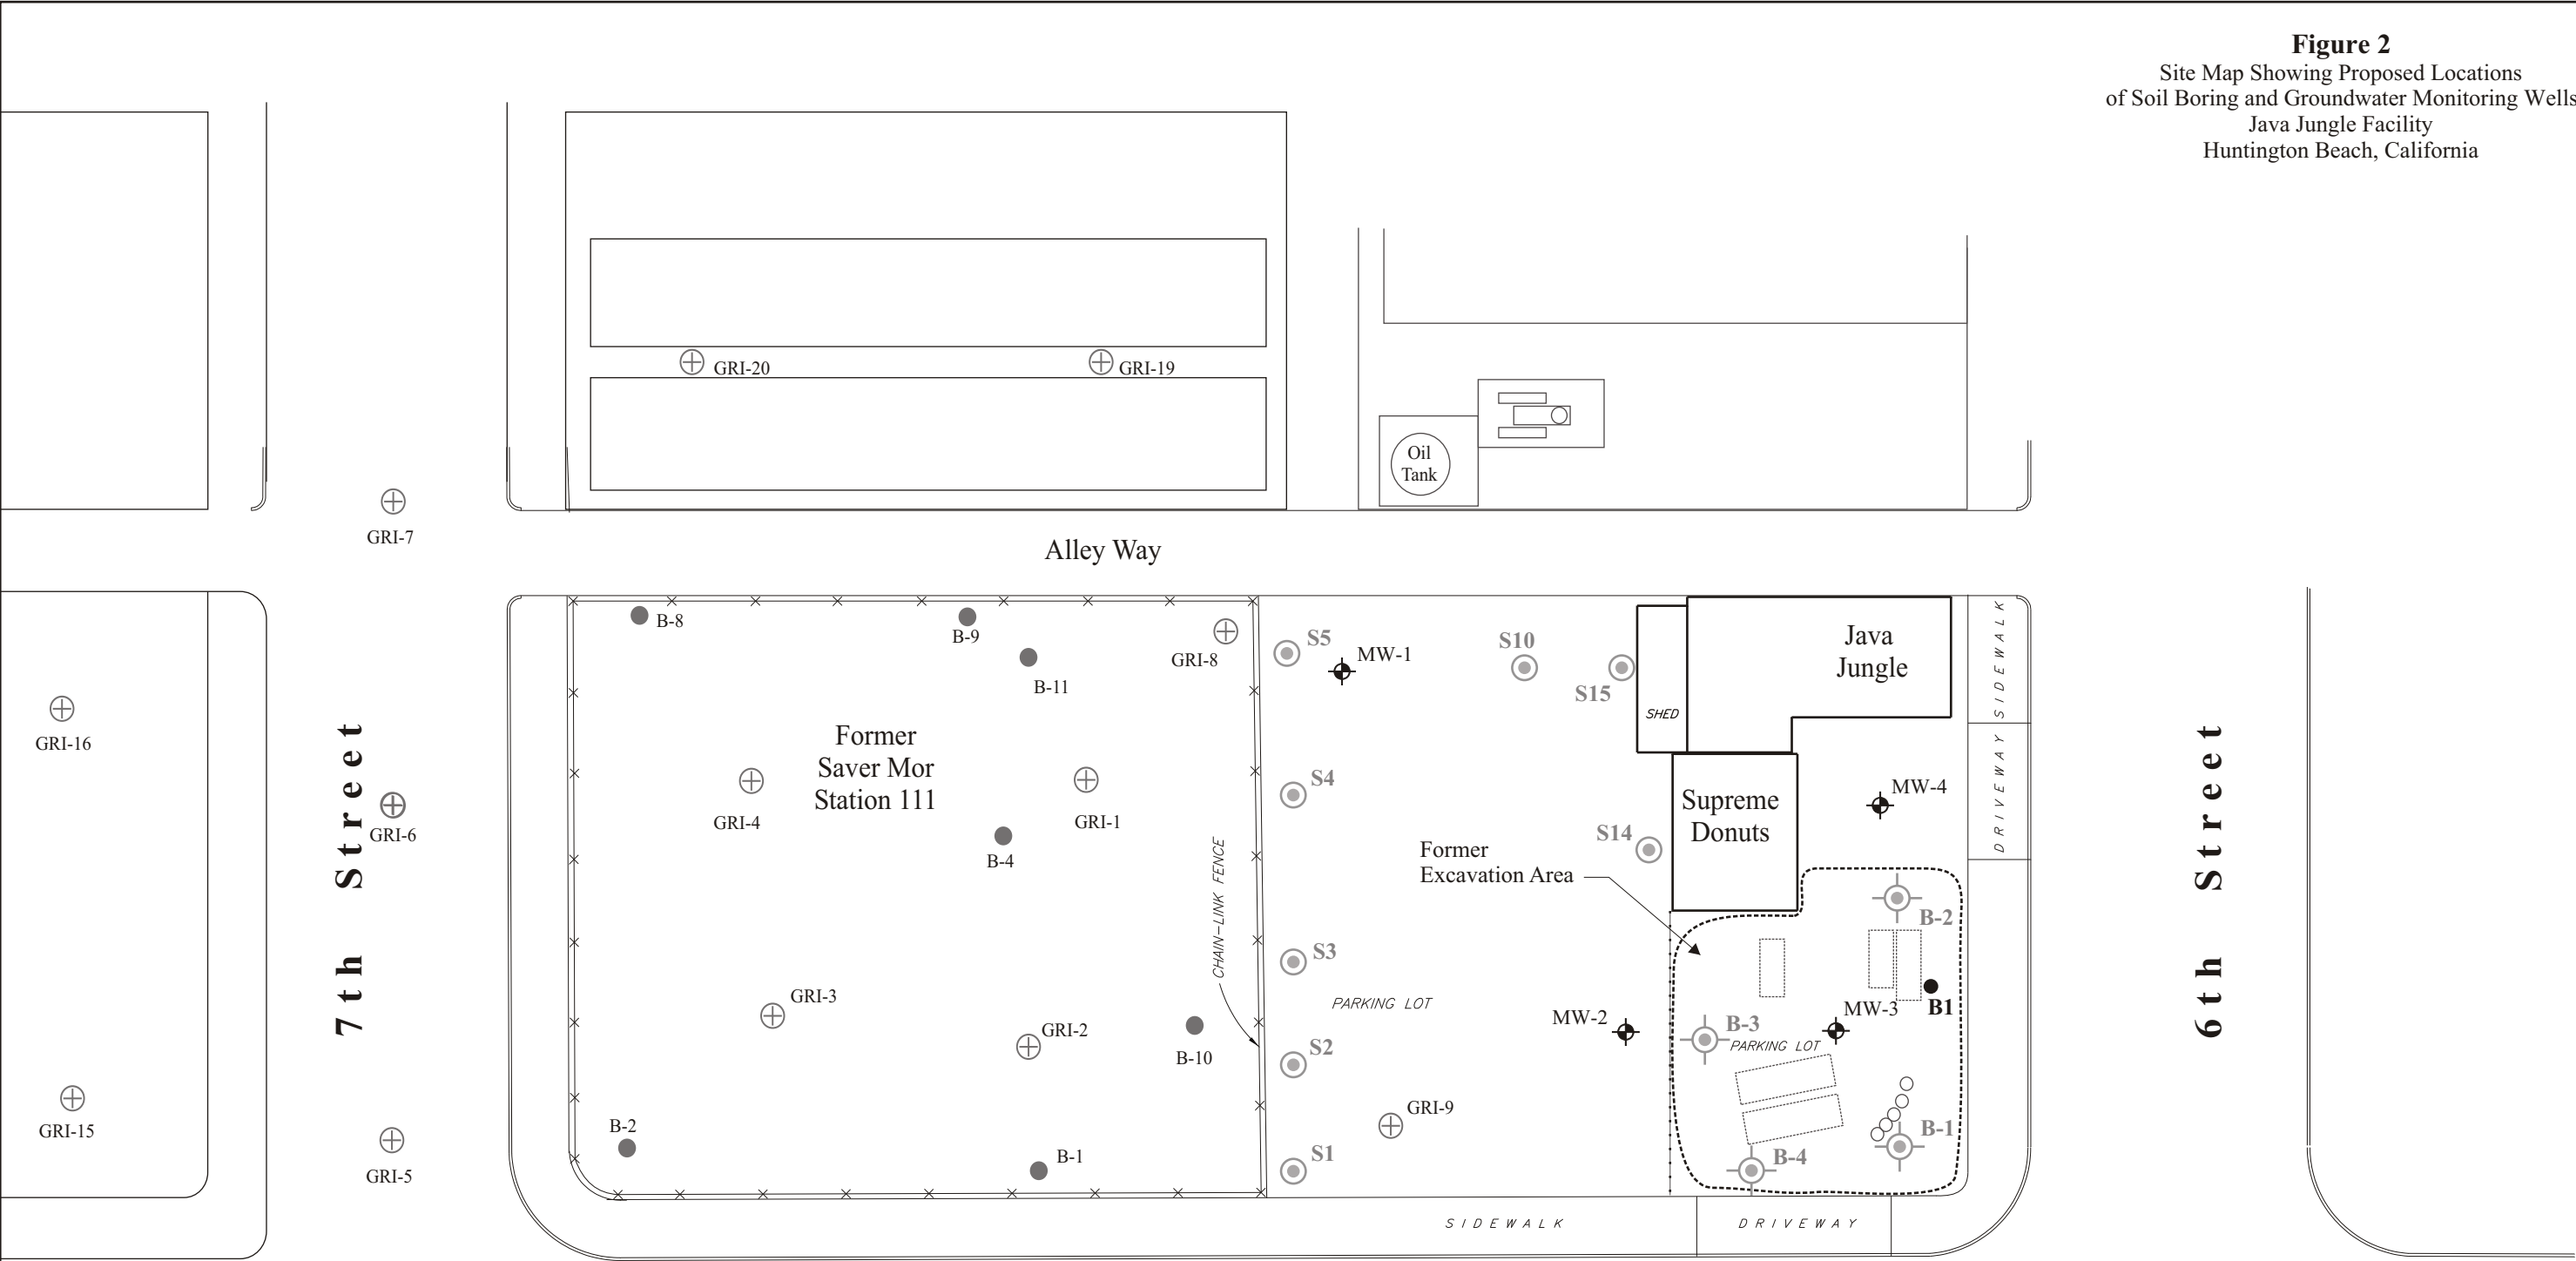 Figure 2
Site Map Showing Proposed Locations
of Soil Boring and Groundwater Monitoring Wells
Java Jungle Facility
Huntington Beach, California
GRI-20
GRI-19
Oil
Tank
GRI-7
Alley Way
B-8
B-9
B-11
GRI-8
S5
MW-1
S10
S15
SHED
Java
Jungle
SIDEWALK
DRIVEWAY
GRI-16
7th Street
GRI-6
Former
Saver Mor
Station 111
GRI-4
GRI-1
B-4
CHAIN-LINK FENCE
S4
S14
Supreme
Donuts
MW-4
6th Street
Former
Excavation Area
B-2
S3
PARKING LOT
GRI-3
GRI-2
B-10
S2
MW-2
B-3
MW-3
B1
PARKING LOT
GRI-15
GRI-5
B-2
B-1
GRI-9
S1
B-4
B-1
SIDEWALK
DRIVEWAY